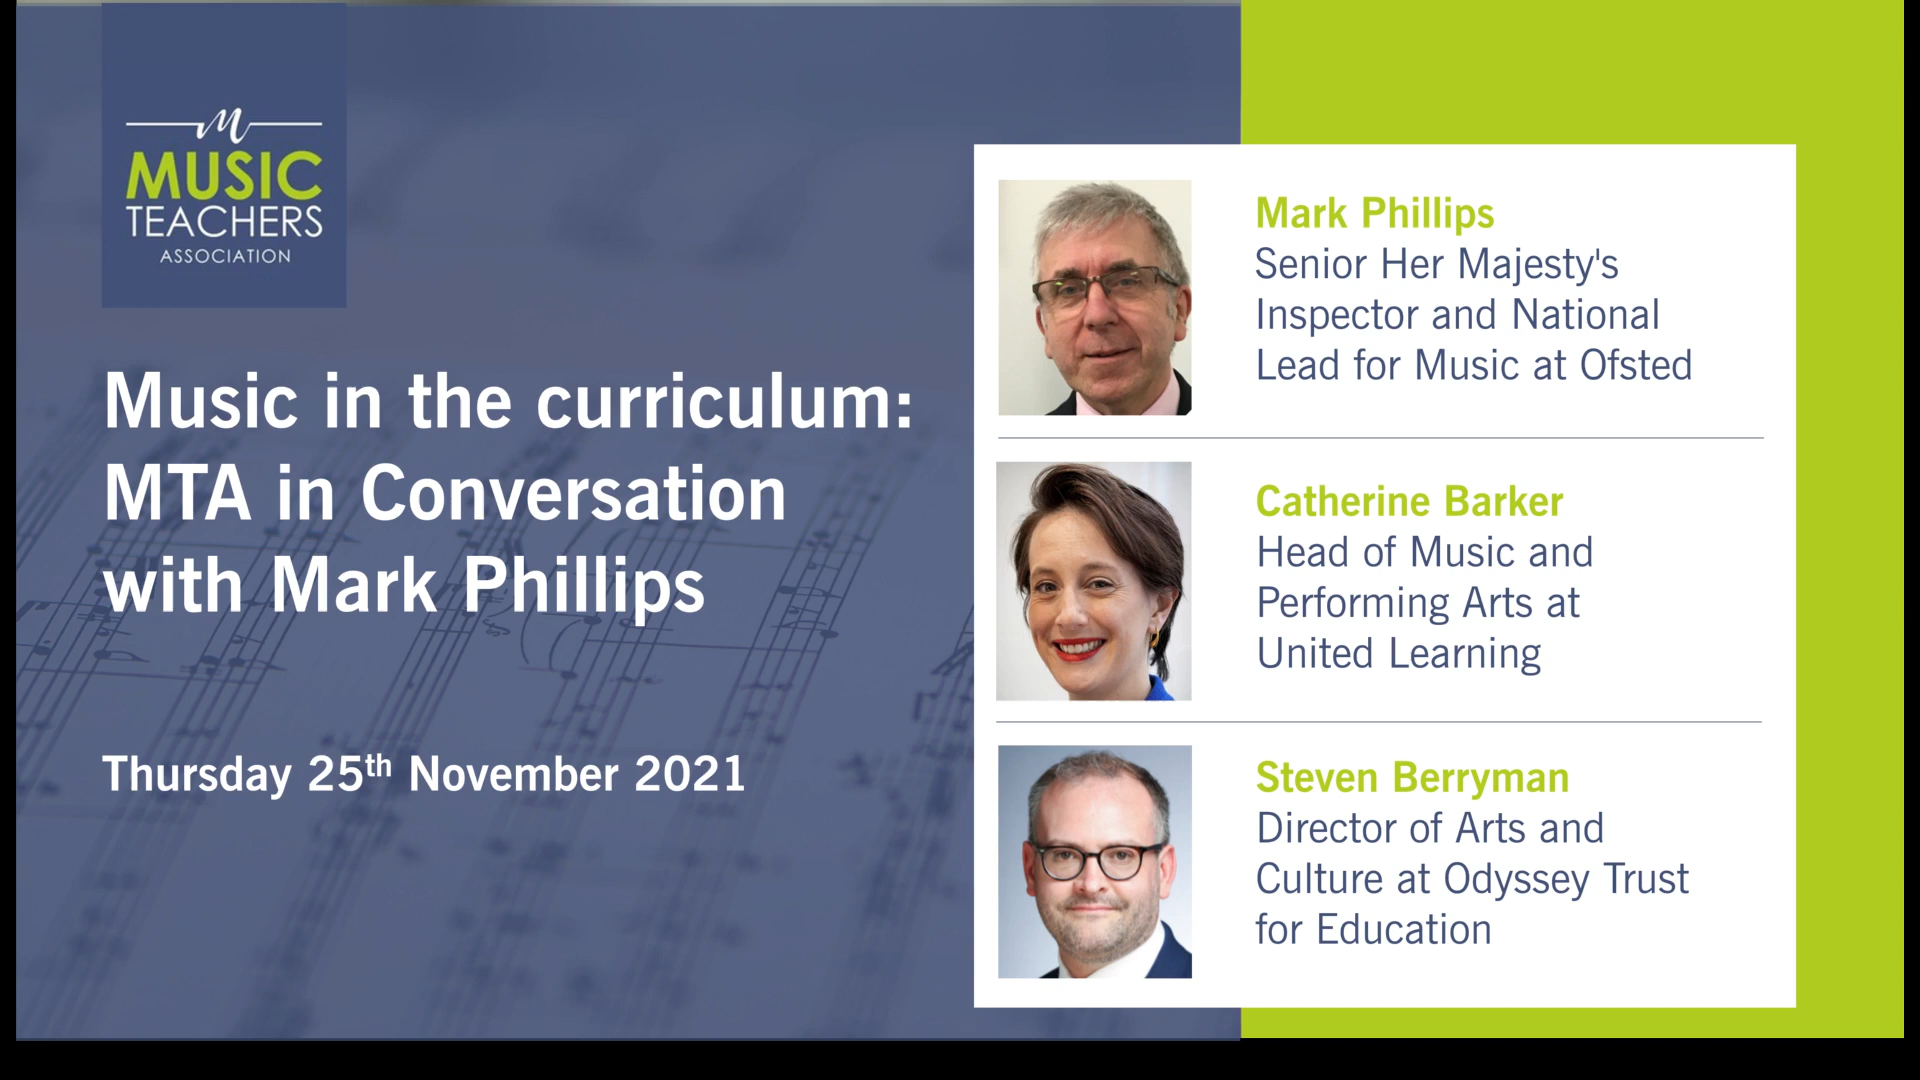 MUSIC
TEACHERS
ASSOCIATION
Music in the curriculum:
MTA in Conversation
with Mark Phillips
Thursday 25th November 2021
Mark Phillips
Senior Her Majesty's
Inspector and National
Lead for Music at Ofsted
Catherine Barker
Head of Music and
Performing Arts at
United Learning
Steven Berryman
Director of Arts and
Culture at Odyssey Trust
for Education